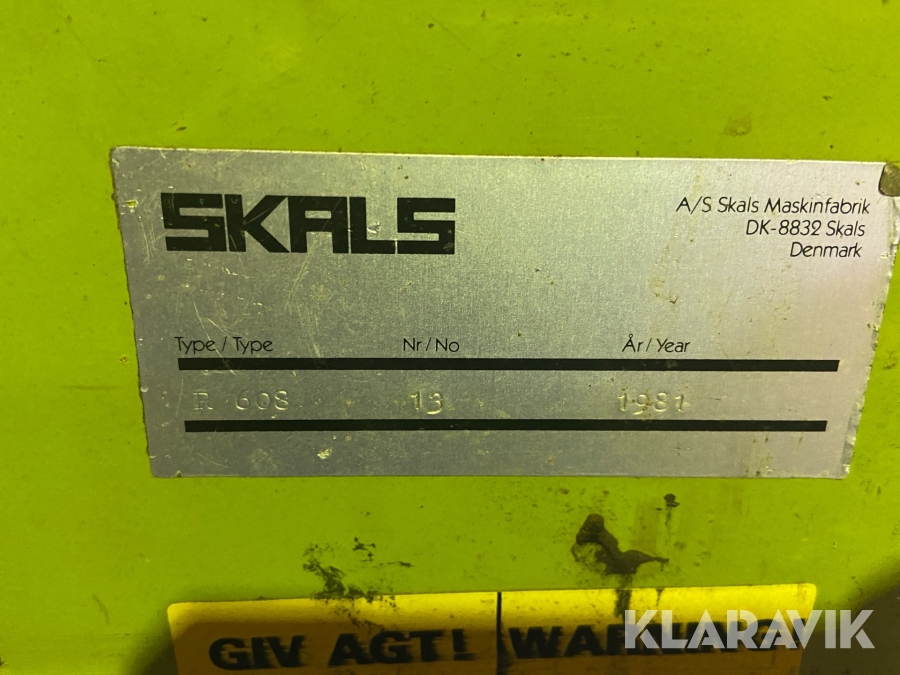 SKALS
A/S Skals Maskinfabrik
DK-8832 Skals
Denmark
Type / Type Nr / No År / Year
R 608 13 1981
GIV AGT! WARNING
KLARAVIK